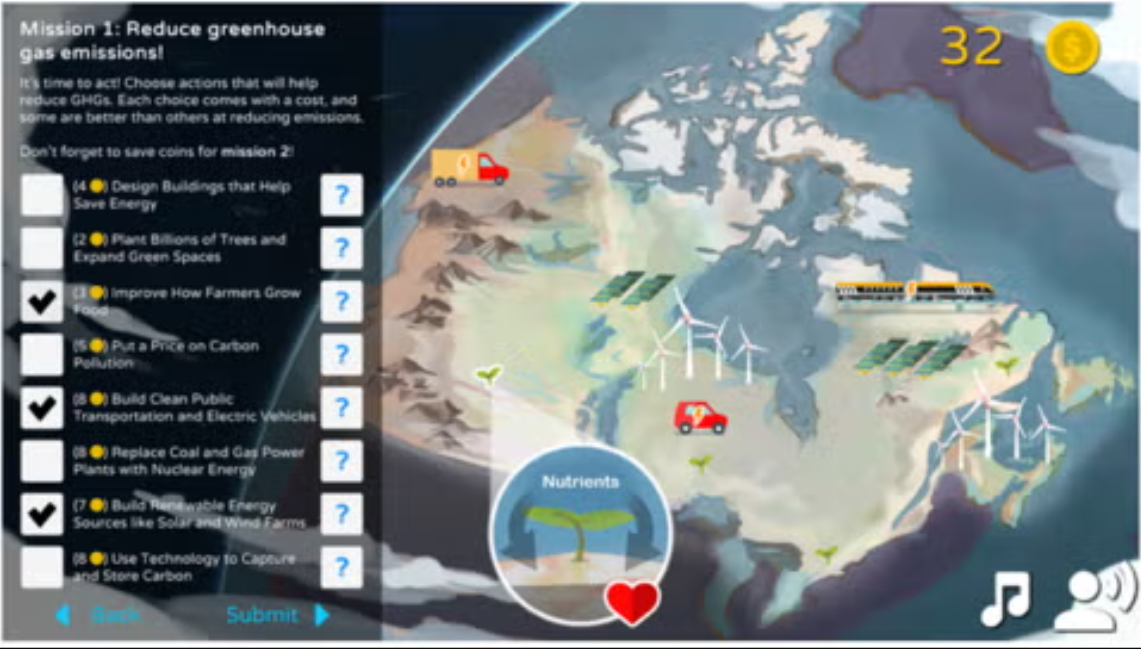 Mission 1: Reduce greenhouse
gas emissions!
It's time to act! Choose actions that will help
reduce GHGs. Each choice comes with a cost, and
some are better than others at reducing emissions.
Don't forget to save coins for mission 2!
(4 ) Design Buildings that Help
Save Energy
?
(2 ) Plant Billions of Trees and
Expand Green Spaces
?
(3 ) Improve How Farmers Grow
Food
?
(5 ) Put a Price on Carbon
Pollution
?
(8 ) Build Clean Public
Transportation and Electric Vehicles
?
(8 ) Replace Coal and Gas Power
Plants with Nuclear Energy
?
(7 ) Build Renewable Energy
Sources like Solar and Wind Farms
?
(8 ) Use Technology to Capture
and Store Carbon
?
Back
Submit
32
$
Nutrients